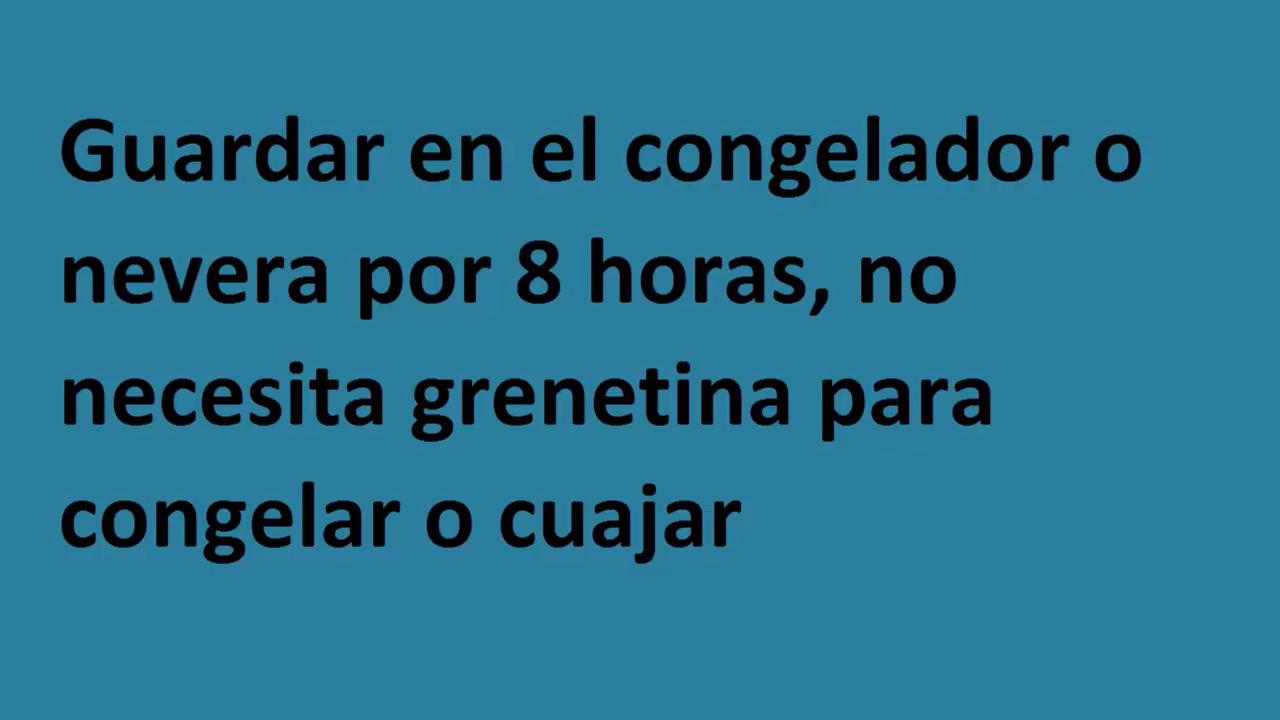 Guardar en el congelador o
nevera por 8 horas, no
necesita grenetina para
congelar o cuajar